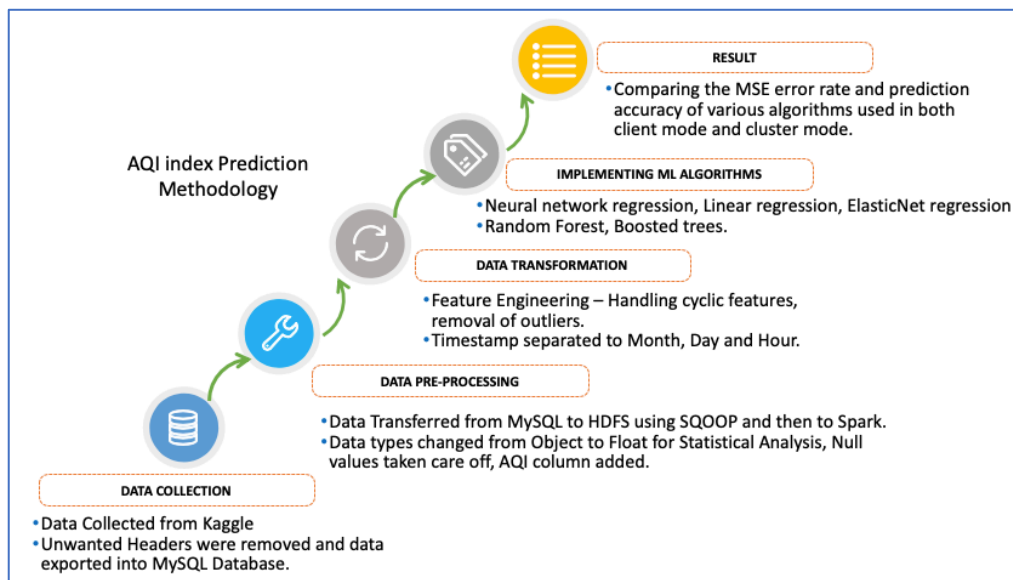 AQI index Prediction
Methodology
RESULT
•Comparing the MSE error rate and prediction
accuracy of various algorithms used in both
client mode and cluster mode.
IMPLEMENTING ML ALGORITHMS
•Neural network regression, Linear regression, ElasticNet regression
•Random Forest, Boosted trees.
DATA TRANSFORMATION
•Feature Engineering – Handling cyclic features,
removal of outliers.
•Timestamp separated to Month, Day and Hour.
DATA PRE-PROCESSING
•Data Transferred from MySQL to HDFS using SQOOP and then to Spark.
•Data types changed from Object to Float for Statistical Analysis, Null
values taken care off, AQI column added.
DATA COLLECTION
•Data Collected from Kaggle
•Unwanted Headers were removed and data
exported into MySQL Database.